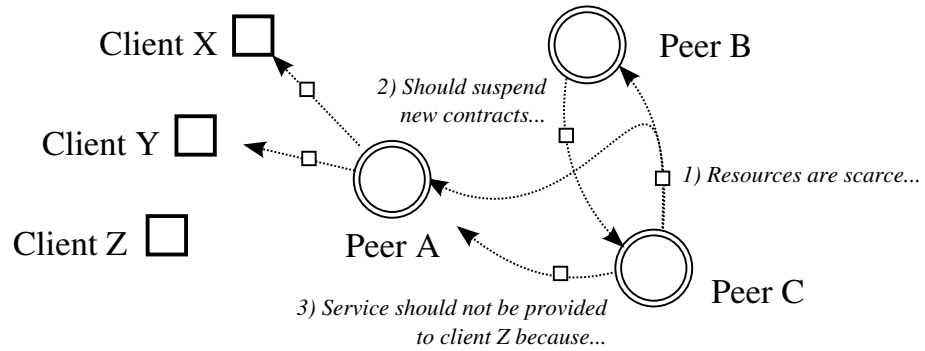 Client X
Peer B
2) Should suspend
new contracts...
Client Y
1) Resources are scarce...
Client Z
Peer A
Peer C
3) Service should not be provided
to client Z because...